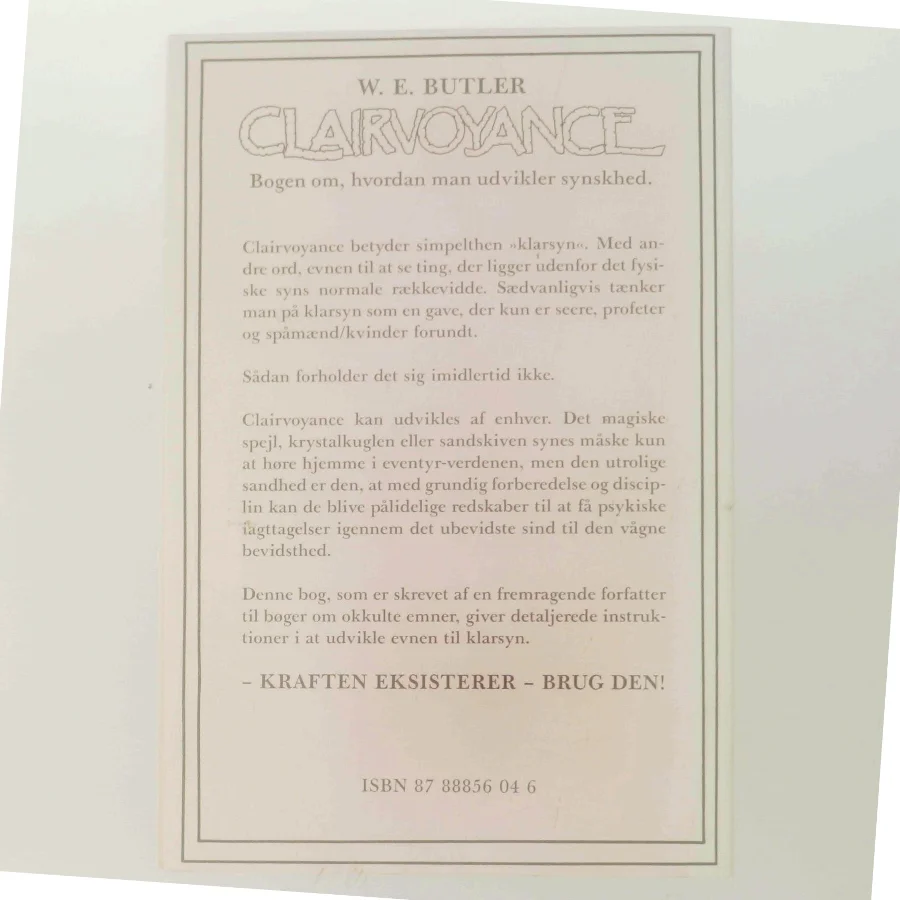 W. E. BUTLER
CLAIRVOYANCE
Bogen om, hvordan man udvikler synskhed.
Clairvoyance betyder simpelthen »klarsyn«. Med an-
dre ord, evnen til at se ting, der ligger udenfor det fysi-
ske syns normale rækkevidde. Sædvanligvis tænker
man på klarsyn som en gave, der kun er seere, profeter
og spåmænd/kvinder forundt.
Sådan forholder det sig imidlertid ikke.
Clairvoyance kan udvikles af enhver. Det magiske
spejl, krystalkuglen eller sandskiven synes måske kun
at høre hjemme i eventyr-verdenen, men den utrolige
sandhed er den, at med grundig forberedelse og discip-
lin kan de blive pålidelige redskaber til at få psykiske
iagttagelser igennem det ubevidste sind til den vågne
bevidsthed.
Denne bog, som er skrevet af en fremragende forfatter
til bøger om okkulte emner, giver detaljerede instruk-
tioner i at udvikle evnen til klarsyn.
– KRAFTEN EKSISTERER – BRUG DEN!
ISBN 87 88856 04 6